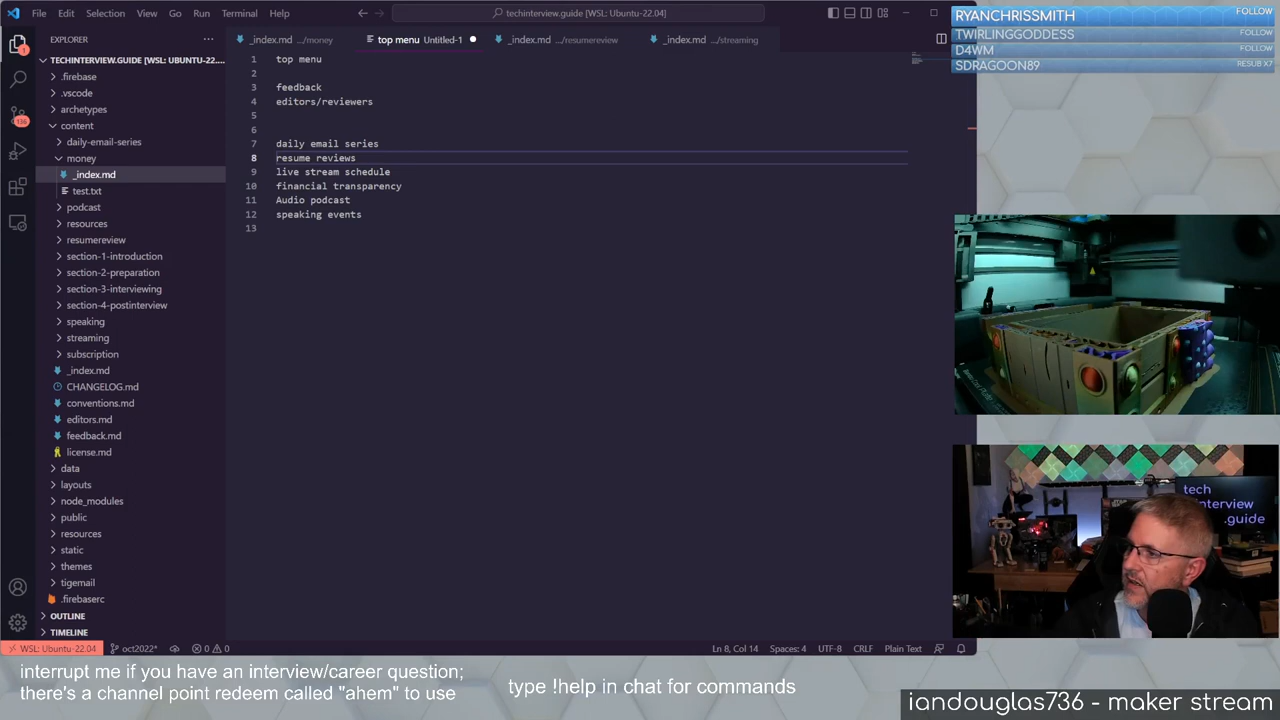 File Edit Selection View Go Run Terminal Help
techinterview.guide [WSL: Ubuntu-22.04]
EXPLORER
_index.md .../money
top menu Untitled-1
_index.md .../resumereview
_index.md .../streaming
TECHINTERVIEW.GUIDE [WSL: UBUNTU-22....
.firebase
.vscode
archetypes
content
daily-email-series
money
_index.md
test.txt
podcast
resources
resumereview
section-1-introduction
section-2-preparation
section-3-interviewing
section-4-postinterview
speaking
streaming
subscription
_index.md
CHANGELOG.md
conventions.md
editors.md
feedback.md
license.md
data
layouts
node_modules
public
resources
static
themes
tigemail
.firebaserc
OUTLINE
TIMELINE
1
136
1 top menu
2
3 feedback
4 editors/reviewers
5
6
7 daily email series
8 resume reviews
9 live stream schedule
10 financial transparency
11 Audio podcast
12 speaking events
13
WSL: Ubuntu-22.04 oct2022* 0 0 Ln 8, Col 14 Spaces: 4 UTF-8 CRLF Plain Text
RYANCHRISSMITH FOLLOW
TWIRLINGGODDESS FOLLOW
D4WM FOLLOW
SDRAGOON89 RESUB X7
tech
interview
.guide
interrupt me if you have an interview/career question;
there's a channel point redeem called "ahem" to use
type !help in chat for commands
iandouglas736 - maker stream